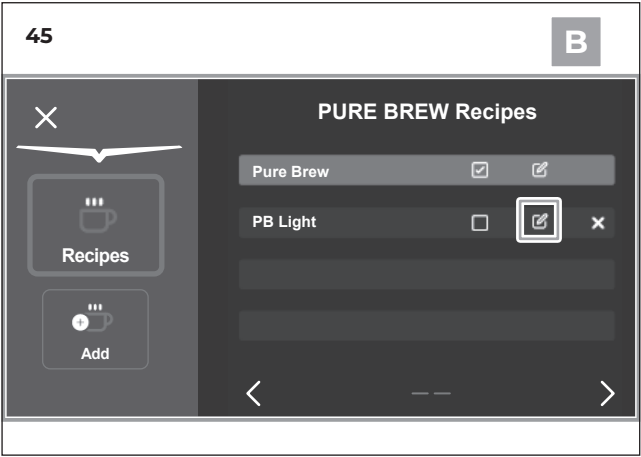 45
B
PURE BREW Recipes
Pure Brew
PB Light
Recipes
Add